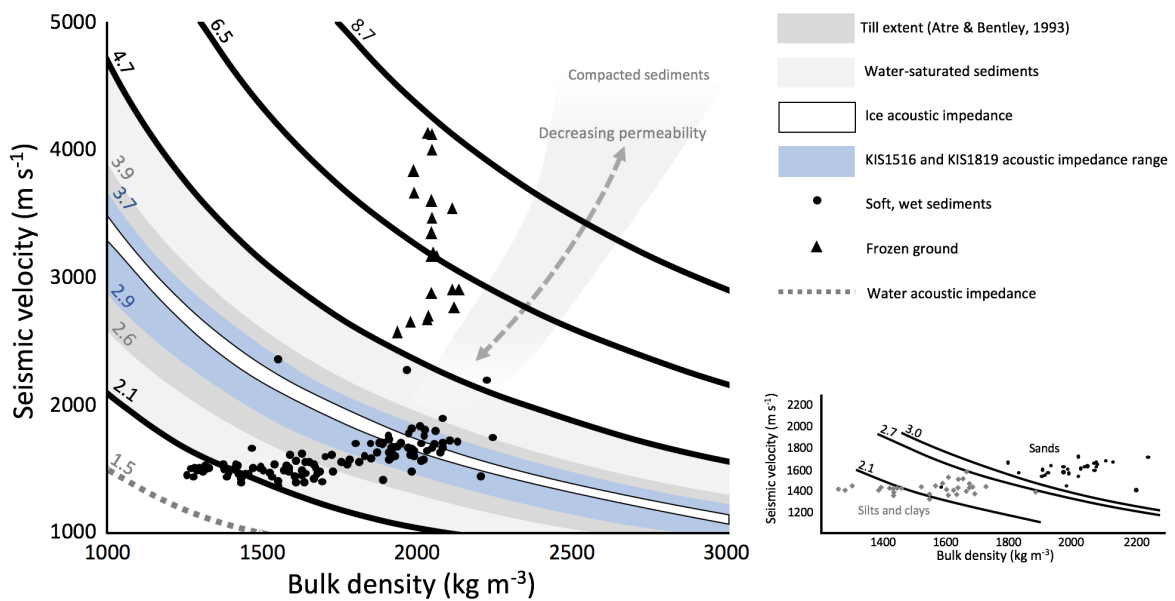 5000
4000
3000
2000
1000
Seismic velocity (m s-1)
1000
1500
2000
2500
3000
Bulk density (kg m-3)
4.7
6.5
8.7
3.9
3.7
2.9
2.6
2.1
1.5
Compacted sediments
Decreasing permeability
Till extent (Atre & Bentley, 1993)
Water-saturated sediments
Ice acoustic impedance
KIS1516 and KIS1819 acoustic impedance range
Soft, wet sediments
Frozen ground
Water acoustic impedance
2200
2000
1800
1600
1400
1200
Seismic velocity (m s-1)
2.7
3.0
2.1
Sands
Silts and clays
1400
1600
1800
2000
2200
Bulk density (kg m-3)